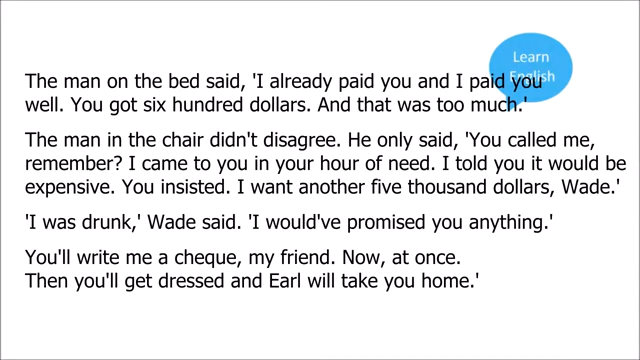 Learn
English
The man on the bed said, 'I already paid you and I paid you
well. You got six hundred dollars. And that was too much.'
The man in the chair didn't disagree. He only said, 'You called me,
remember? I came to you in your hour of need. I told you it would be
expensive. You insisted. I want another five thousand dollars, Wade.'
'I was drunk,' Wade said. 'I would've promised you anything.'
You'll write me a cheque, my friend. Now, at once.
Then you'll get dressed and Earl will take you home.'